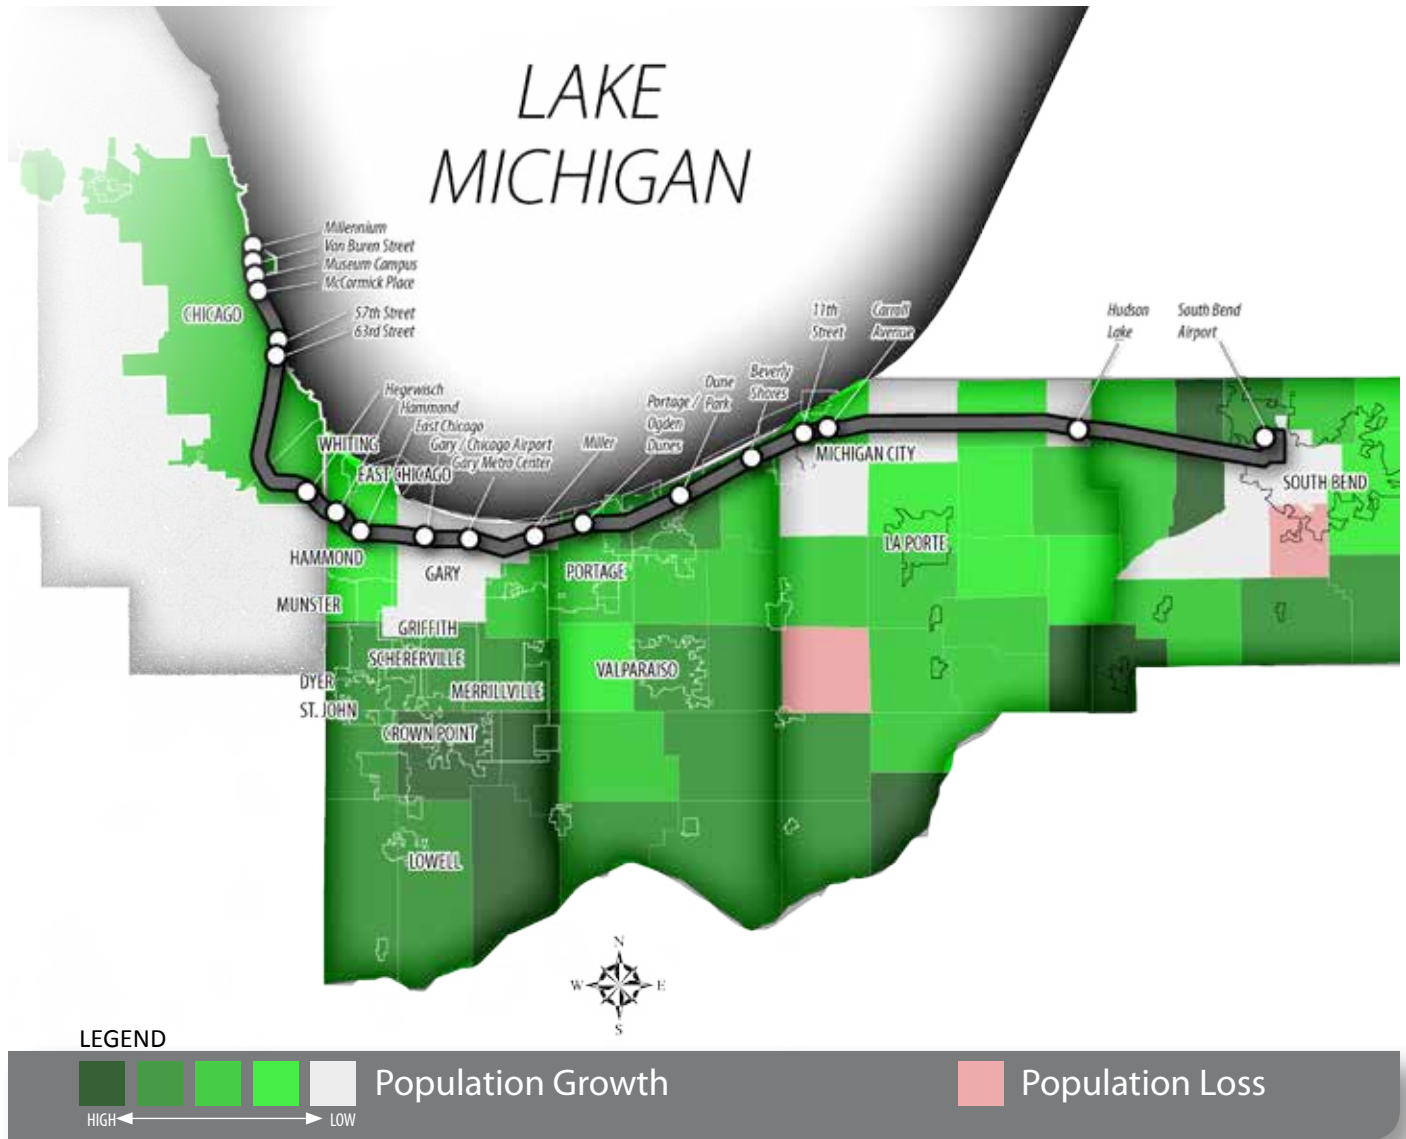 LAKE
MICHIGAN
Millennium
Van Buren Street
Museum Campus
McCormick Place
CHICAGO
57th Street
63rd Street
11th
Street
Carroll
Avenue
Hudson
Lake
South Bend
Airport
Hegewisch
Hammond
East Chicago
Gary / Chicago Airport
Gary Metro Center
Miller
Portage /
Ogden
Dunes
Dune
Park
Beverly
Shores
WHITING
EAST CHICAGO
MICHIGAN CITY
SOUTH BEND
HAMMOND
GARY
PORTAGE
LA PORTE
MUNSTER
GRIFFITH
SCHERERVILLE
DYER
MERRILLVILLE
VALPARAISO
ST. JOHN
CROWN POINT
LOWELL
N
W
E
S
LEGEND
Population Growth
Population Loss
HIGH
LOW